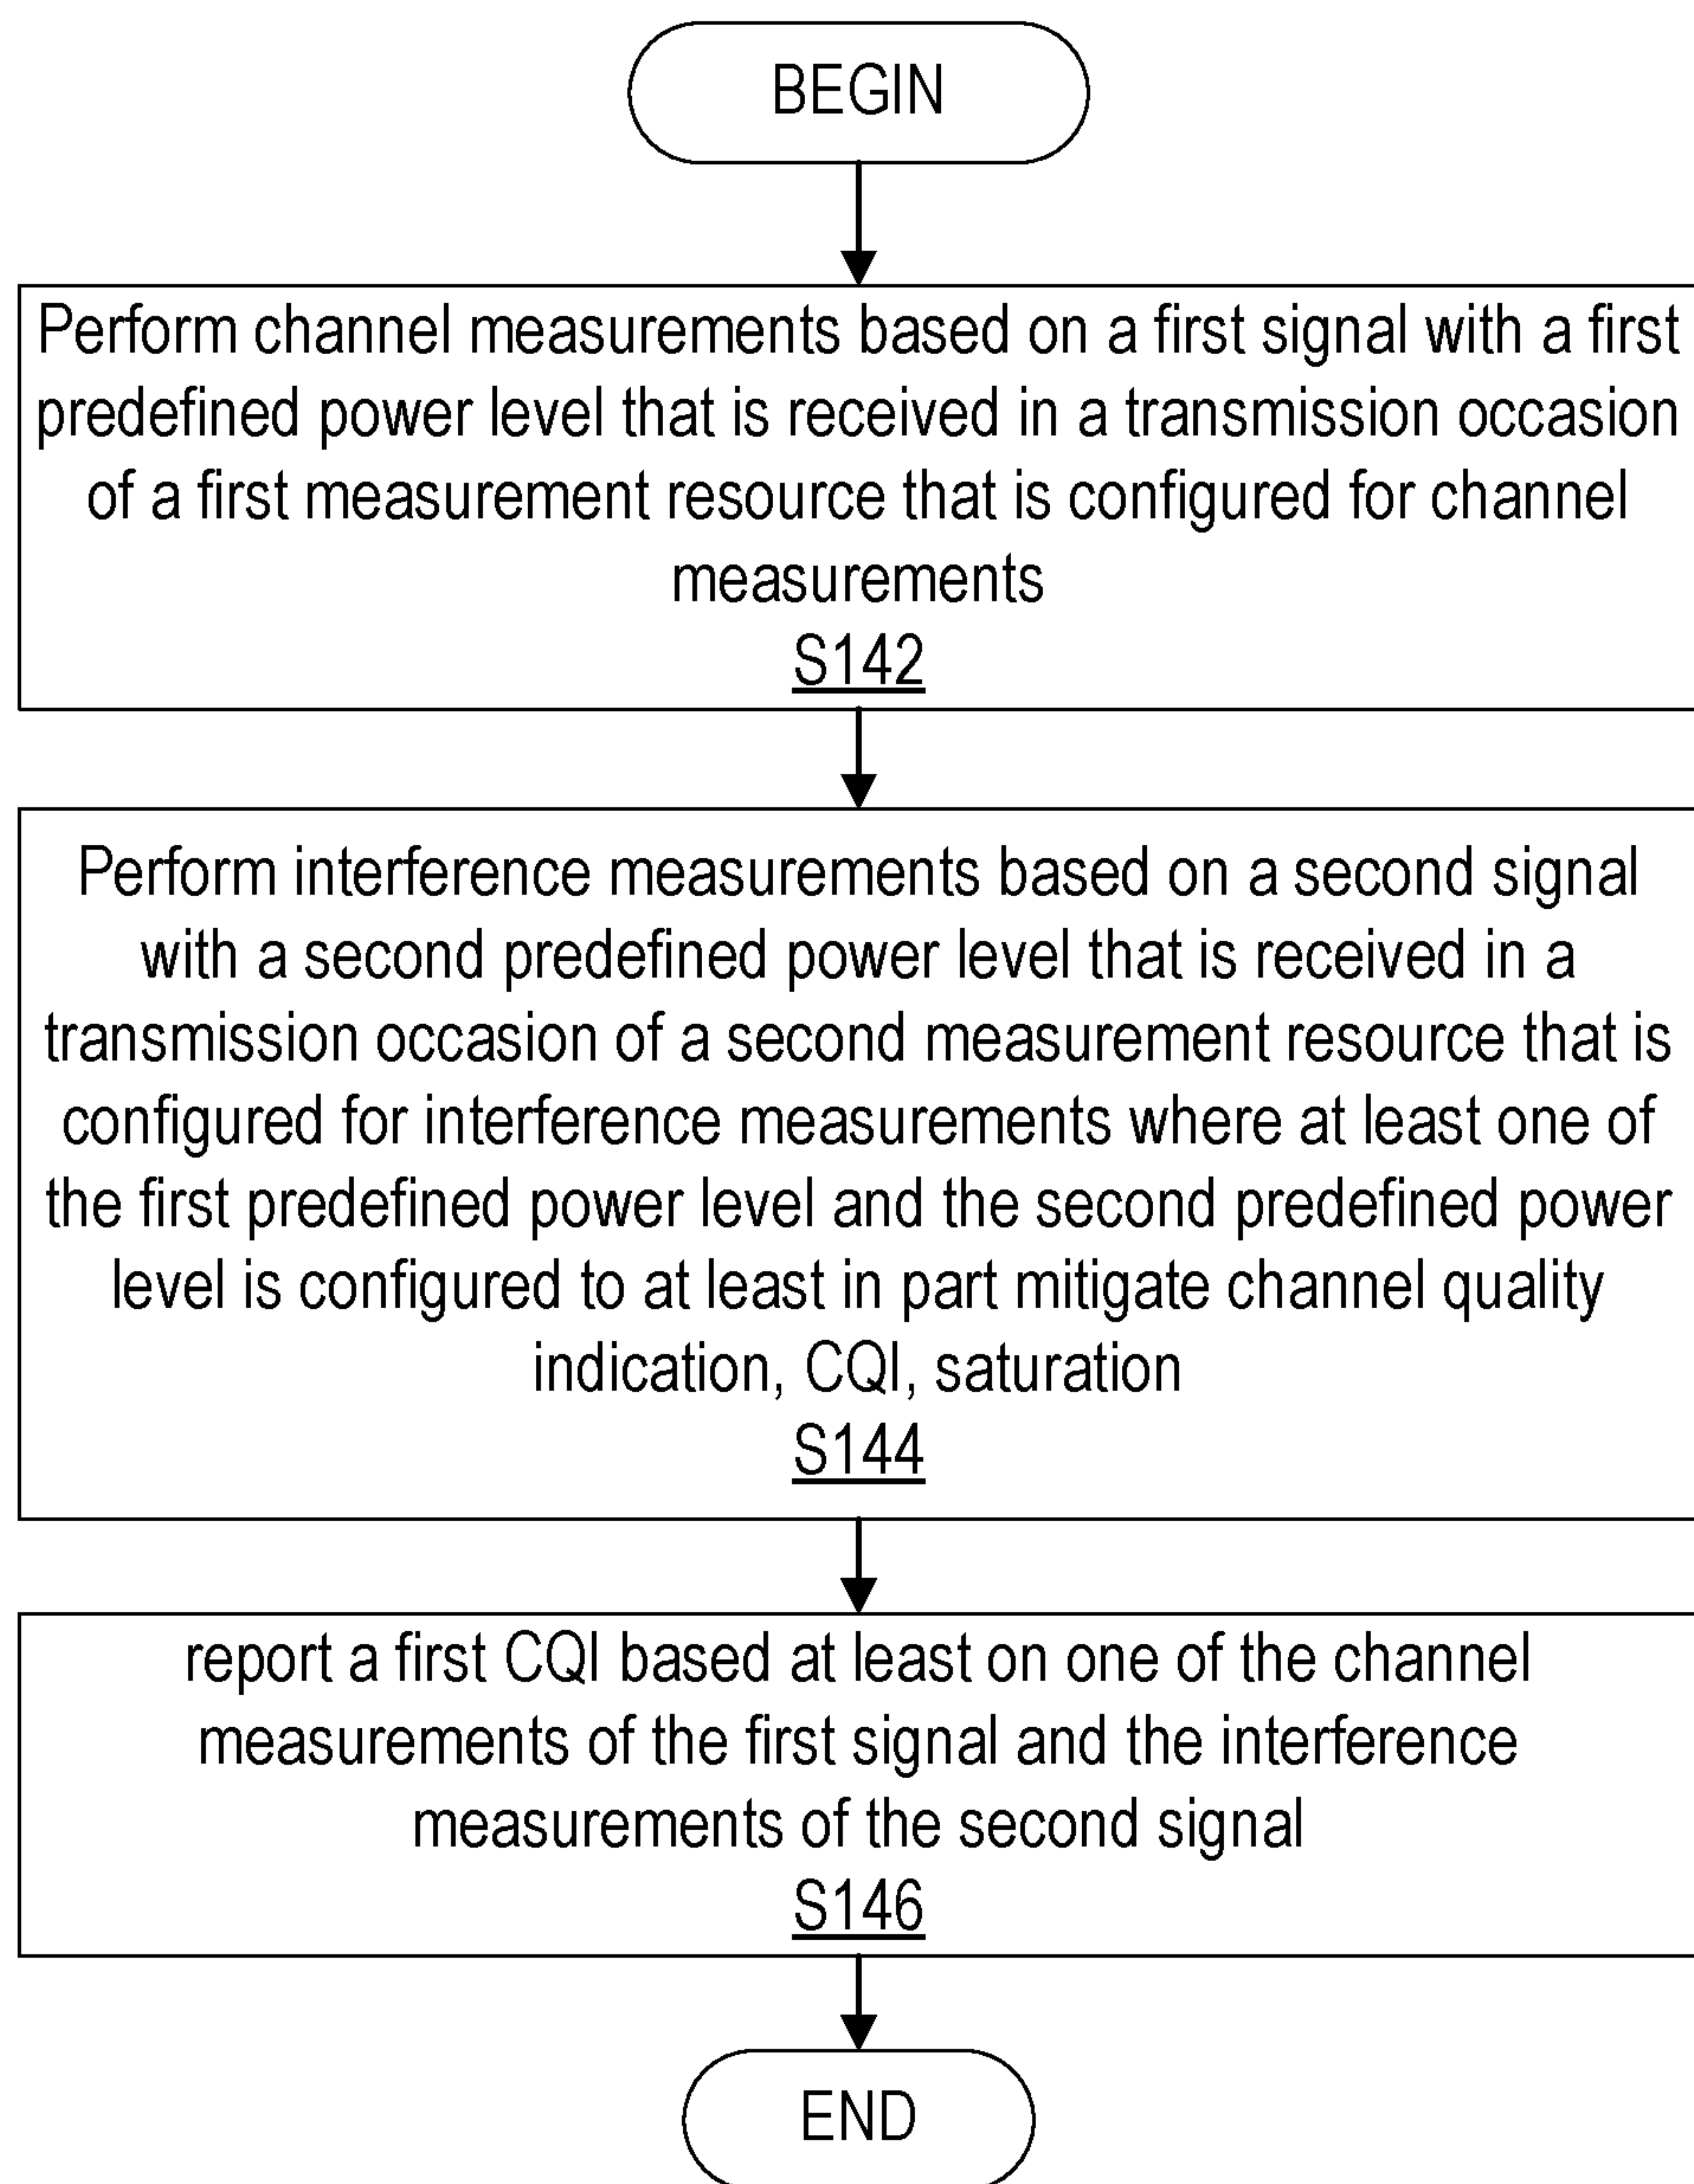 BEGIN
Perform channel measurements based on a first signal with a first
predefined power level that is received in a transmission occasion
of a first measurement resource that is configured for channel
measurements
S142
Perform interference measurements based on a second signal
with a second predefined power level that is received in a
transmission occasion of a second measurement resource that is
configured for interference measurements where at least one of
the first predefined power level and the second predefined power
level is configured to at least in part mitigate channel quality
indication, CQI, saturation
S144
report a first CQI based at least on one of the channel
measurements of the first signal and the interference
measurements of the second signal
S146
END